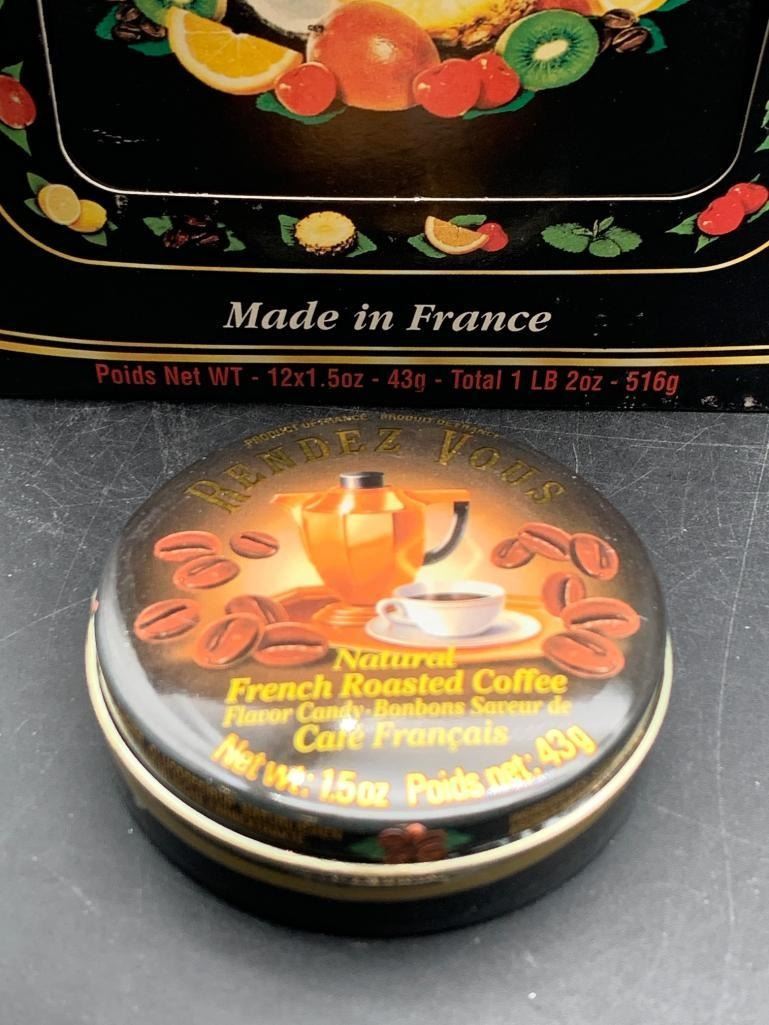 Made in France
Poids Net WT - 12x1.5oz - 43g - Total 1 LB 2oz - 516g
PRODUCT OF FRANCE · PRODUIT DE FRANCE
RENDEZ VOUS
Natural
French Roasted Coffee
Flavor Candy·Bonbons Saveur de
Café Français
Net wt: 1.5oz Poids net: 43g